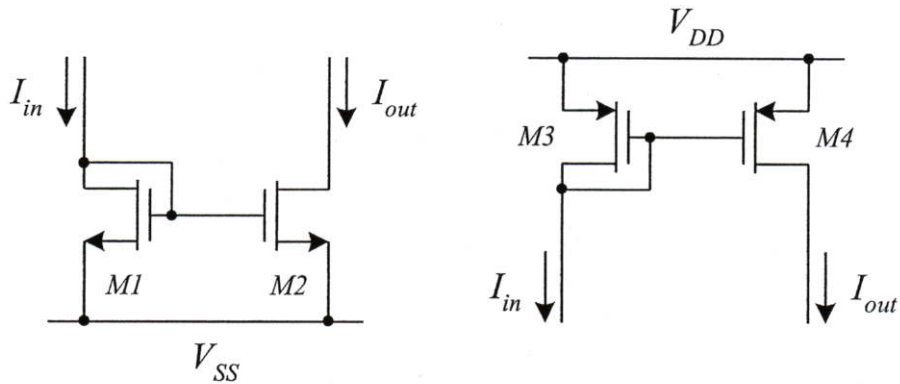 I_in
I_out
M1
M2
V_SS
V_DD
M3
M4
I_in
I_out